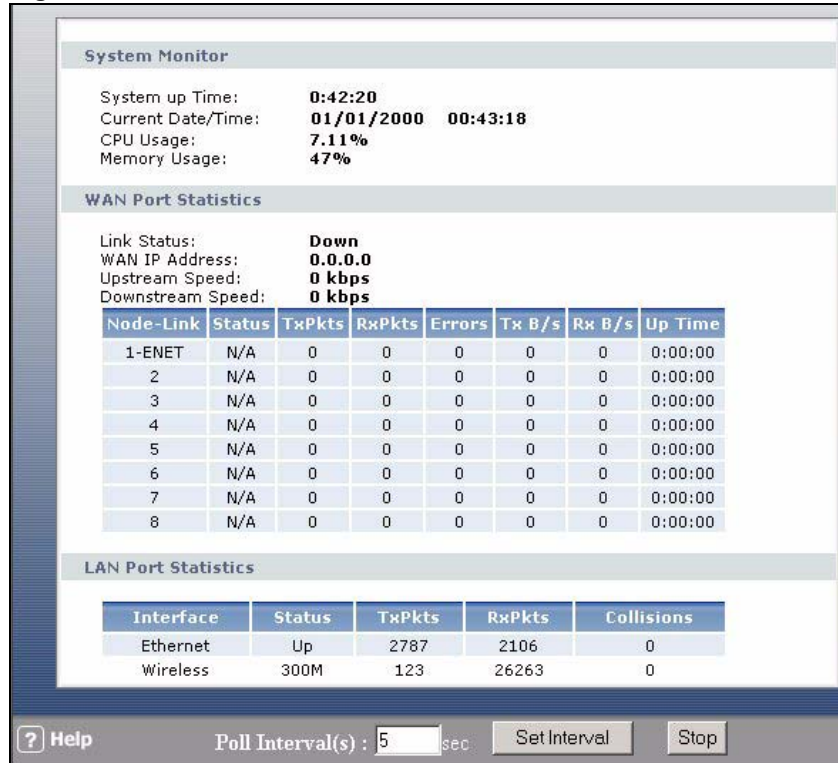 System Monitor
System up Time: 0:42:20
Current Date/Time: 01/01/2000 00:43:18
CPU Usage: 7.11%
Memory Usage: 47%
WAN Port Statistics
Link Status: Down
WAN IP Address: 0.0.0.0
Upstream Speed: 0 kbps
Downstream Speed: 0 kbps
Node-Link Status TxPkts RxPkts Errors Tx B/s Rx B/s Up Time
1-ENET N/A 0 0 0 0 0 0:00:00
2 N/A 0 0 0 0 0 0:00:00
3 N/A 0 0 0 0 0 0:00:00
4 N/A 0 0 0 0 0 0:00:00
5 N/A 0 0 0 0 0 0:00:00
6 N/A 0 0 0 0 0 0:00:00
7 N/A 0 0 0 0 0 0:00:00
8 N/A 0 0 0 0 0 0:00:00
LAN Port Statistics
Interface Status TxPkts RxPkts Collisions
Ethernet Up 2787 2106 0
Wireless 300M 123 26263 0
? Help Poll Interval(s) : 5 sec Set Interval Stop